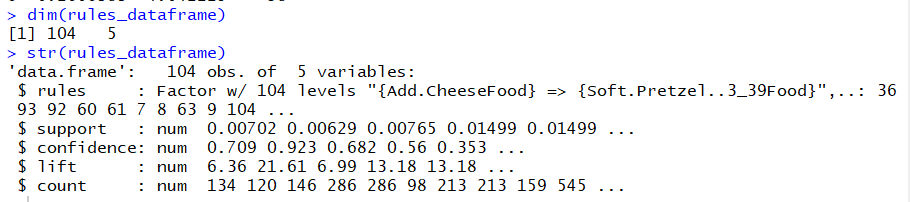 > dim(rules_dataframe)
[1] 104   5
> str(rules_dataframe)
'data.frame':   104 obs. of  5 variables:
 $ rules     : Factor w/ 104 levels "{Add.CheeseFood} => {Soft.Pretzel..3_39Food}",..: 36
93 92 60 61 7 8 63 9 104 ...
 $ support   : num  0.00702 0.00629 0.00765 0.01499 0.01499 ...
 $ confidence: num  0.709 0.923 0.682 0.56 0.353 ...
 $ lift      : num  6.36 21.61 6.99 13.18 13.18 ...
 $ count     : num  134 120 146 286 286 98 213 213 159 545 ...